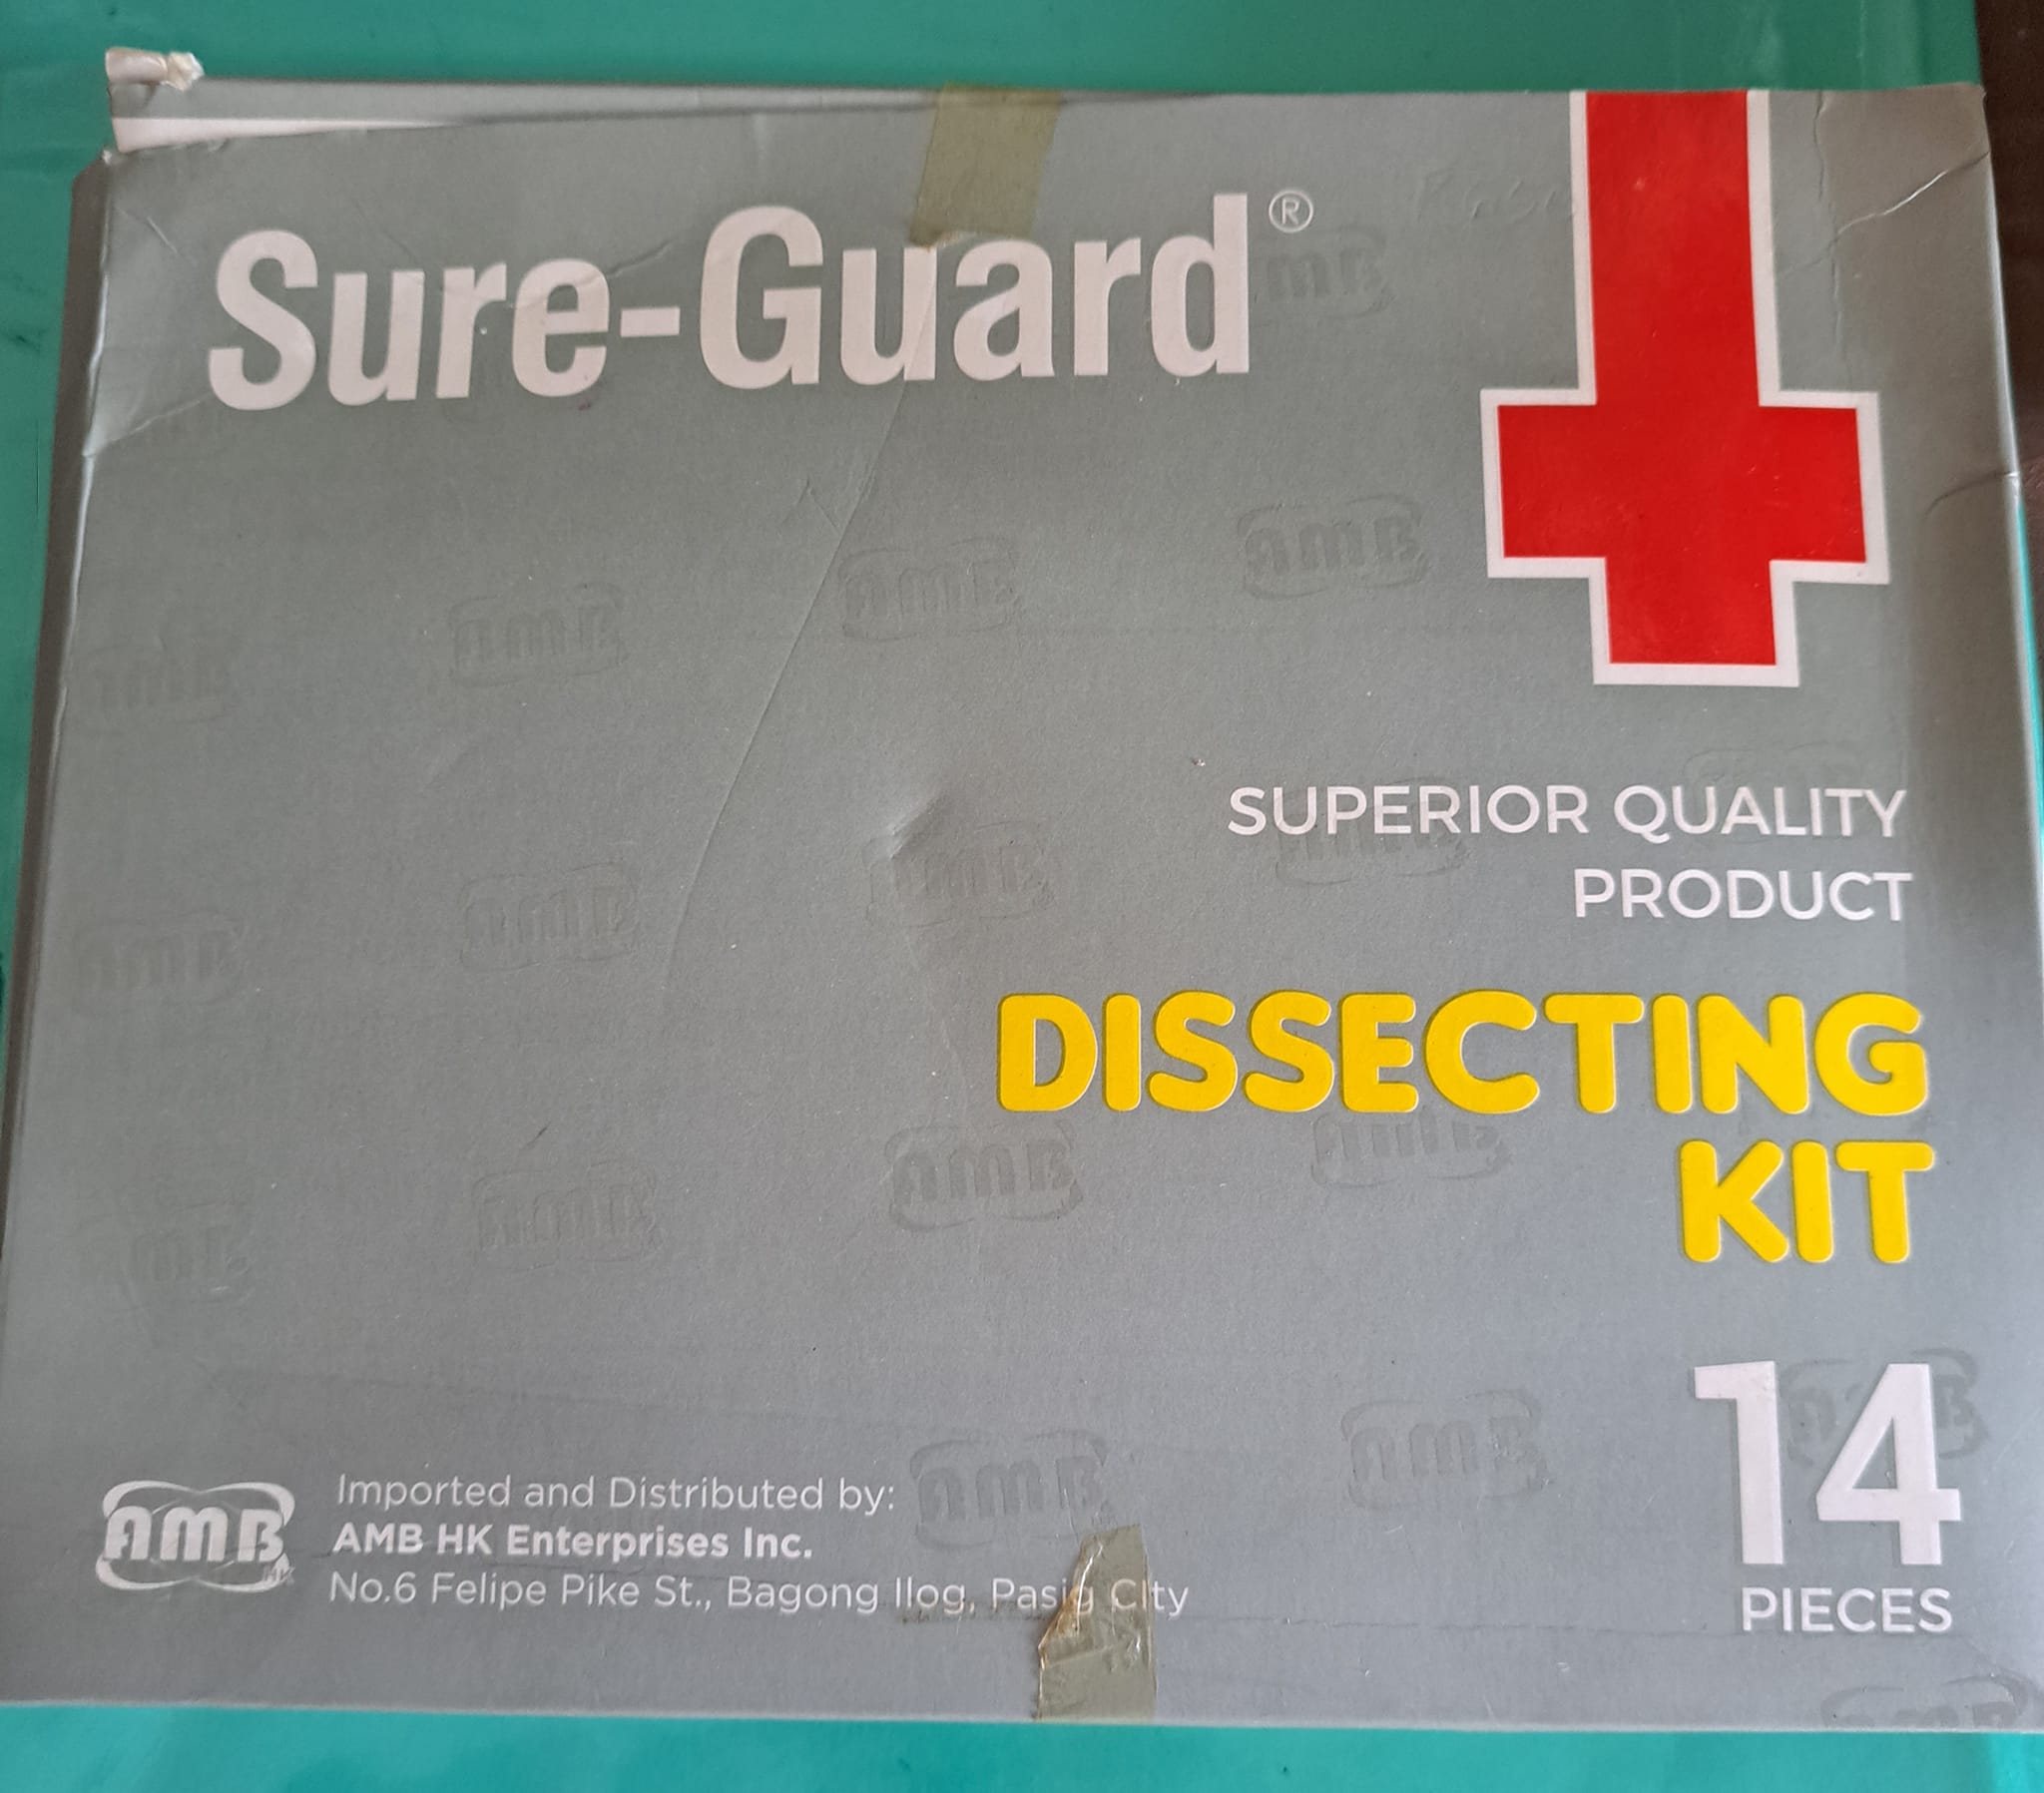 Sure-Guard®
SUPERIOR QUALITY
PRODUCT
DISSECTING
KIT
14
PIECES
AMB
HK
Imported and Distributed by:
AMB HK Enterprises Inc.
No.6 Felipe Pike St., Bagong Ilog, Pasig CIty